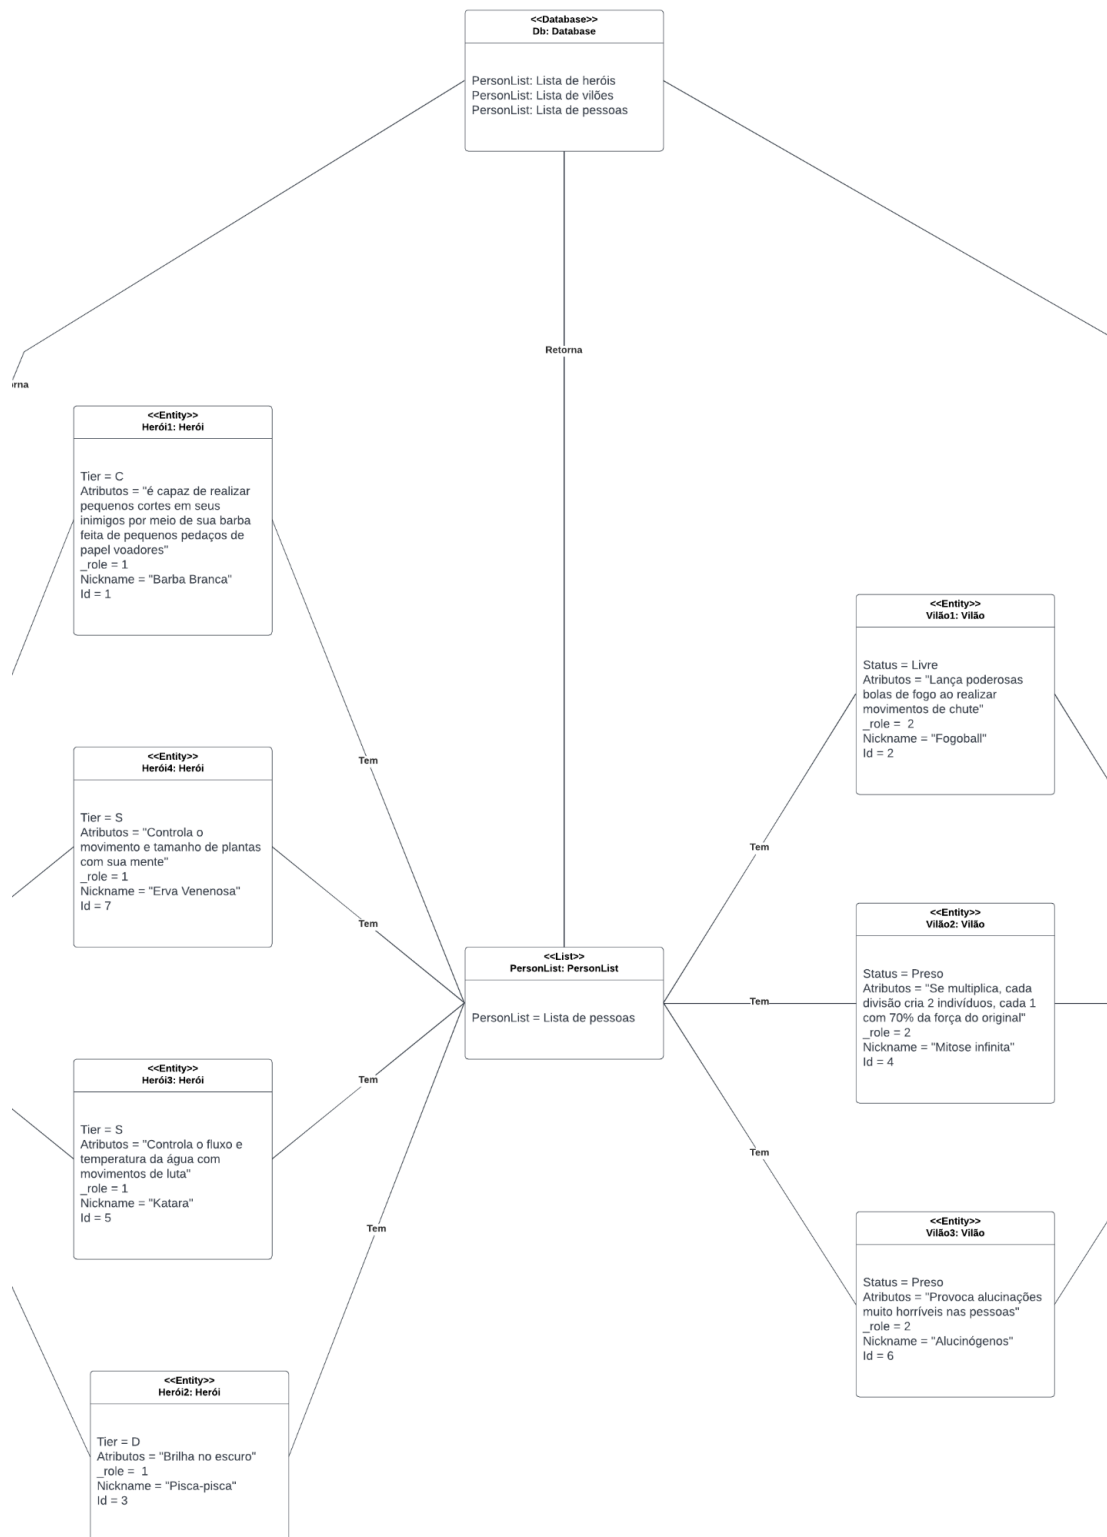 <<Database>>
Db: Database
PersonList: Lista de heróis
PersonList: Lista de vilões
PersonList: Lista de pessoas
Retorna
orna
<<Entity>>
Herói1: Herói
Tier = C
Atributos = "é capaz de realizar
pequenos cortes em seus
inimigos por meio de sua barba
feita de pequenos pedaços de
papel voadores"
_role = 1
Nickname = "Barba Branca"
Id = 1
Tem
<<Entity>>
Herói4: Herói
Tier = S
Atributos = "Controla o
movimento e tamanho de plantas
com sua mente"
_role = 1
Nickname = "Erva Venenosa"
Id = 7
Tem
<<Entity>>
Herói3: Herói
Tier = S
Atributos = "Controla o fluxo e
temperatura da água com
movimentos de luta"
_role = 1
Nickname = "Katara"
Id = 5
Tem
<<Entity>>
Herói2: Herói
Tier = D
Atributos = "Brilha no escuro"
_role =  1
Nickname = "Pisca-pisca"
Id = 3
Tem
<<List>>
PersonList: PersonList
PersonList = Lista de pessoas
Tem
<<Entity>>
Vilão1: Vilão
Status = Livre
Atributos = "Lança poderosas
bolas de fogo ao realizar
movimentos de chute"
_role =  2
Nickname = "Fogoball"
Id = 2
Tem
<<Entity>>
Vilão2: Vilão
Status = Preso
Atributos = "Se multiplica, cada
divisão cria 2 indivíduos, cada 1
com 70% da força do original"
_role = 2
Nickname = "Mitose infinita"
Id = 4
Tem
<<Entity>>
Vilão3: Vilão
Status = Preso
Atributos = "Provoca alucinações
muito horríveis nas pessoas"
_role = 2
Nickname = "Alucinógenos"
Id = 6